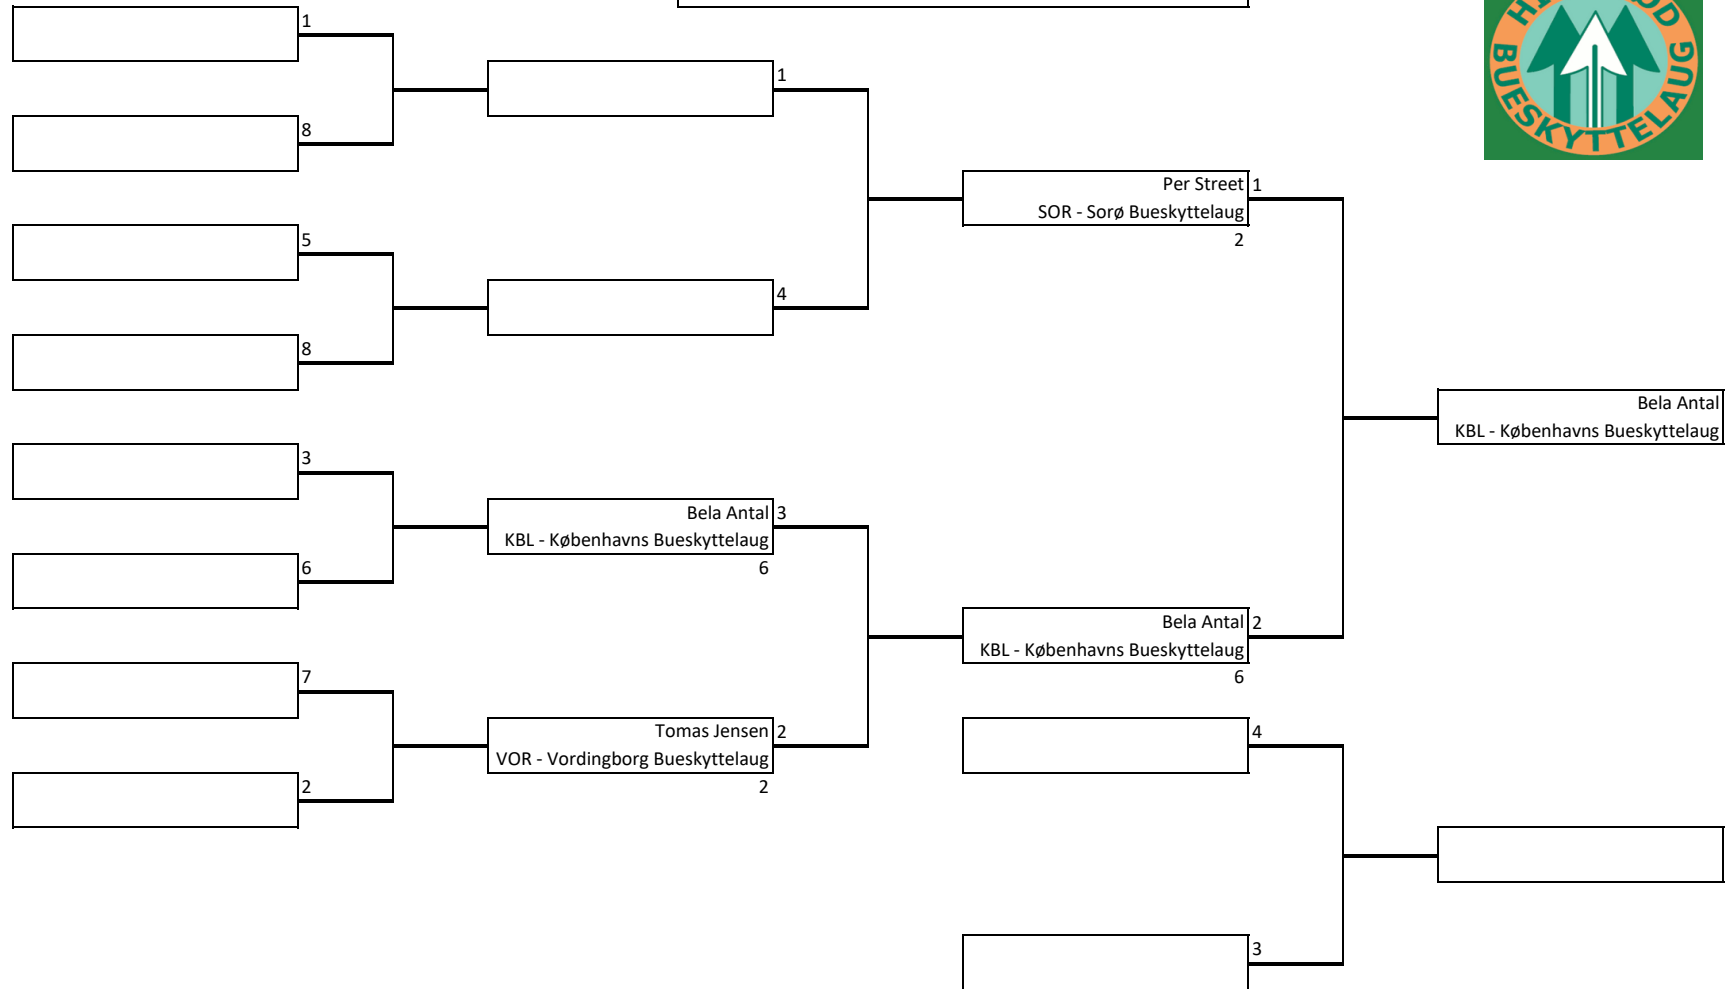 1
8
5
8
3
6
7
2
1
4
Bela Antal 3
KBL - Københavns Bueskyttelaug
6
Tomas Jensen 2
VOR - Vordingborg Bueskyttelaug
2
Per Street 1
SOR - Sorø Bueskyttelaug
2
Bela Antal 2
KBL - Københavns Bueskyttelaug
6
4
3
Bela Antal
KBL - Københavns Bueskyttelaug
BUESKYTTELAUG